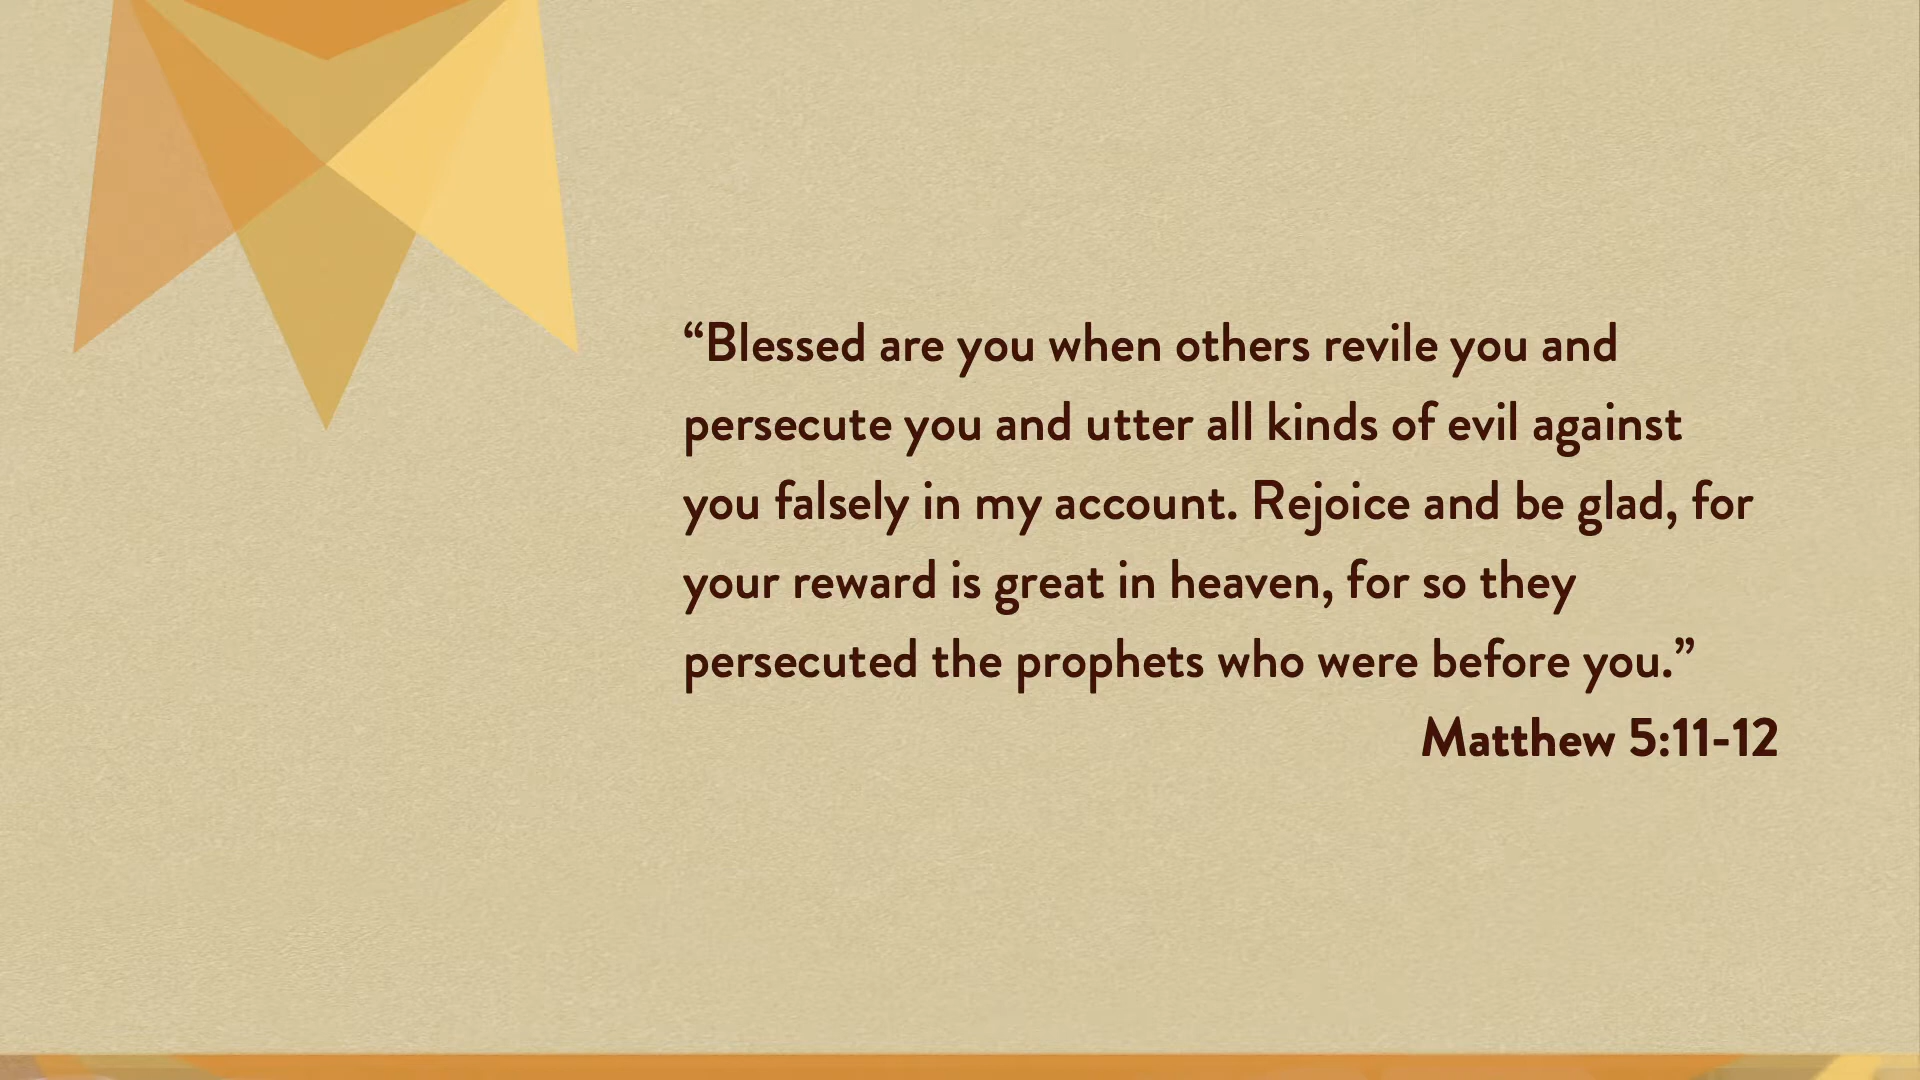 “Blessed are you when others revile you and
persecute you and utter all kinds of evil against
you falsely in my account. Rejoice and be glad, for
your reward is great in heaven, for so they
persecuted the prophets who were before you.”
Matthew 5:11-12